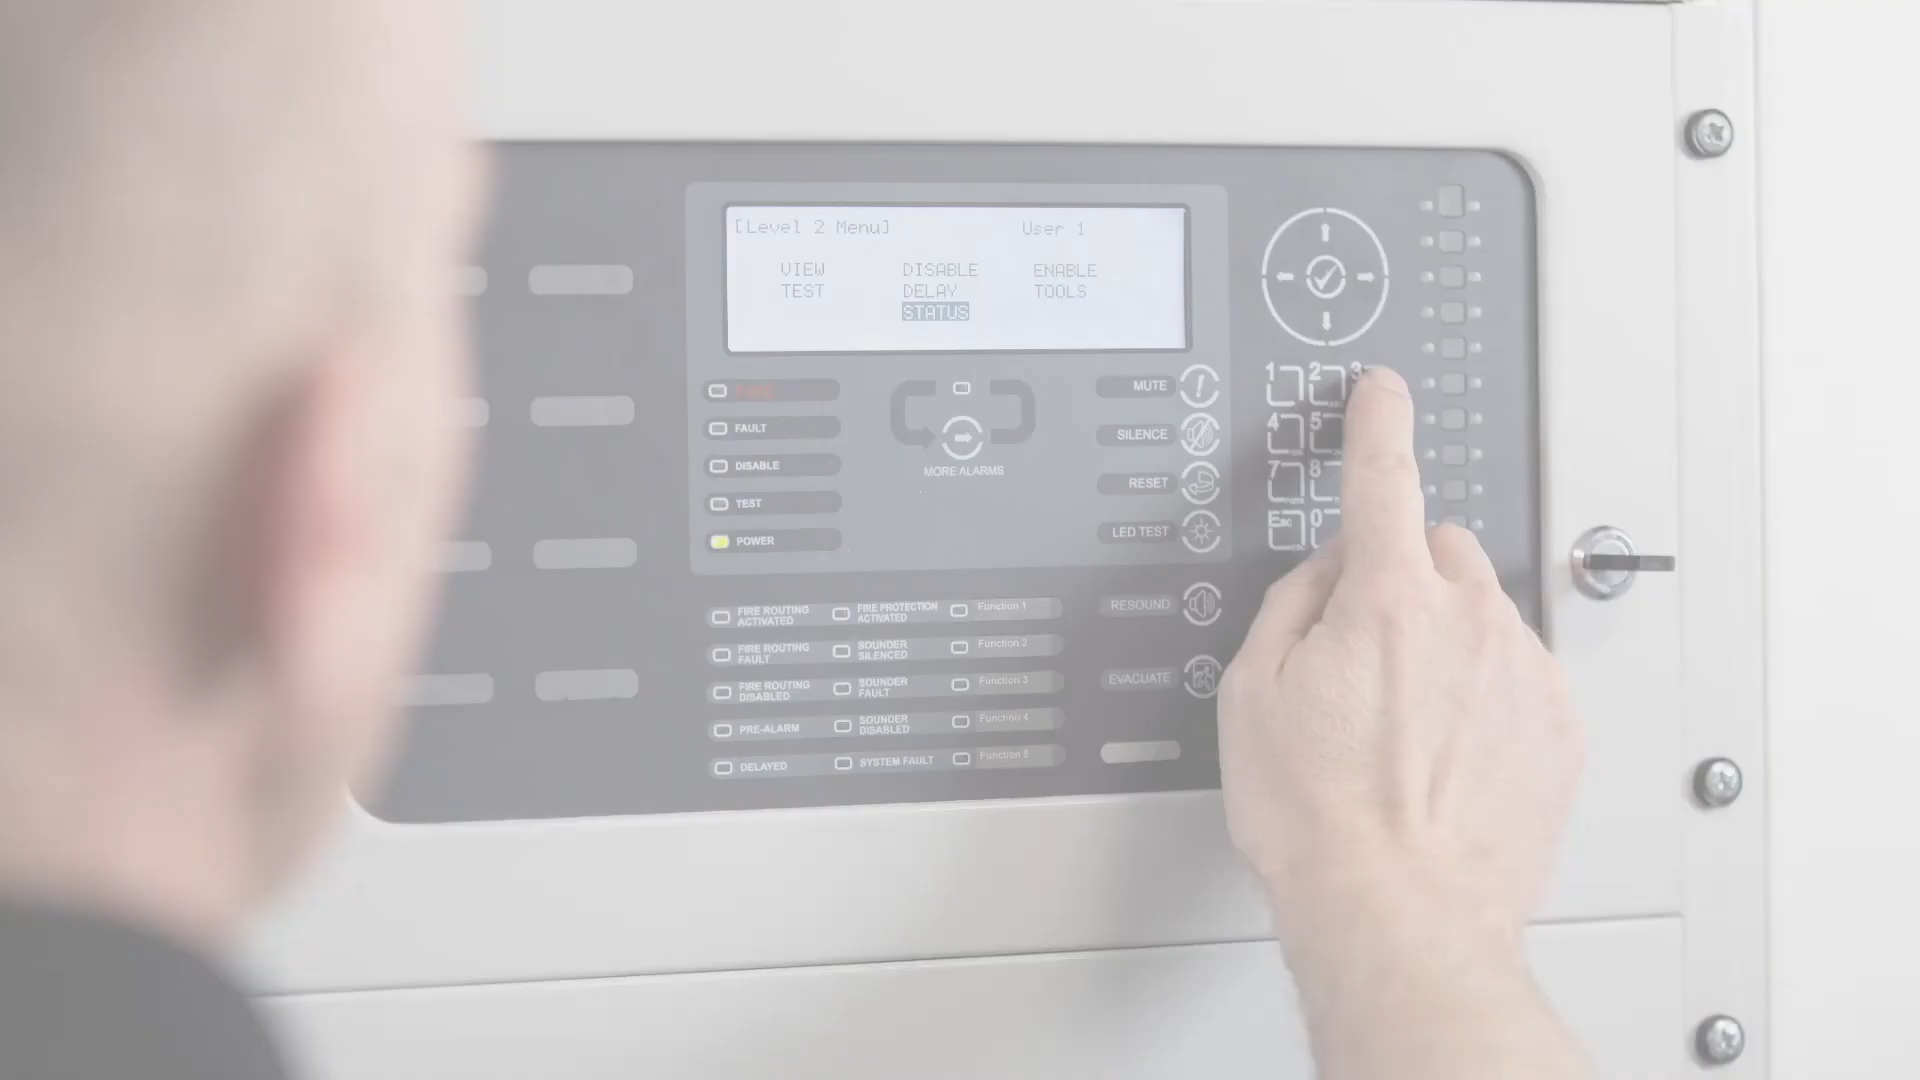 [Level 2 Menu] User 1
VIEW DISABLE ENABLE
TEST DELAY TOOLS
STATUS
FAULT
DISABLE
TEST
POWER
MORE ALARMS
MUTE
SILENCE
RESET
LED TEST
RESOUND
EVACUATE
1 2 3
4 5
7 8
Esc 0
FIRE ROUTING ACTIVATED
FIRE PROTECTION ACTIVATED
Function 1
FIRE ROUTING FAULT
SOUNDER SILENCED
Function 2
FIRE ROUTING DISABLED
SOUNDER FAULT
Function 3
PRE-ALARM
SOUNDER DISABLED
Function 4
DELAYED
SYSTEM FAULT
Function 5